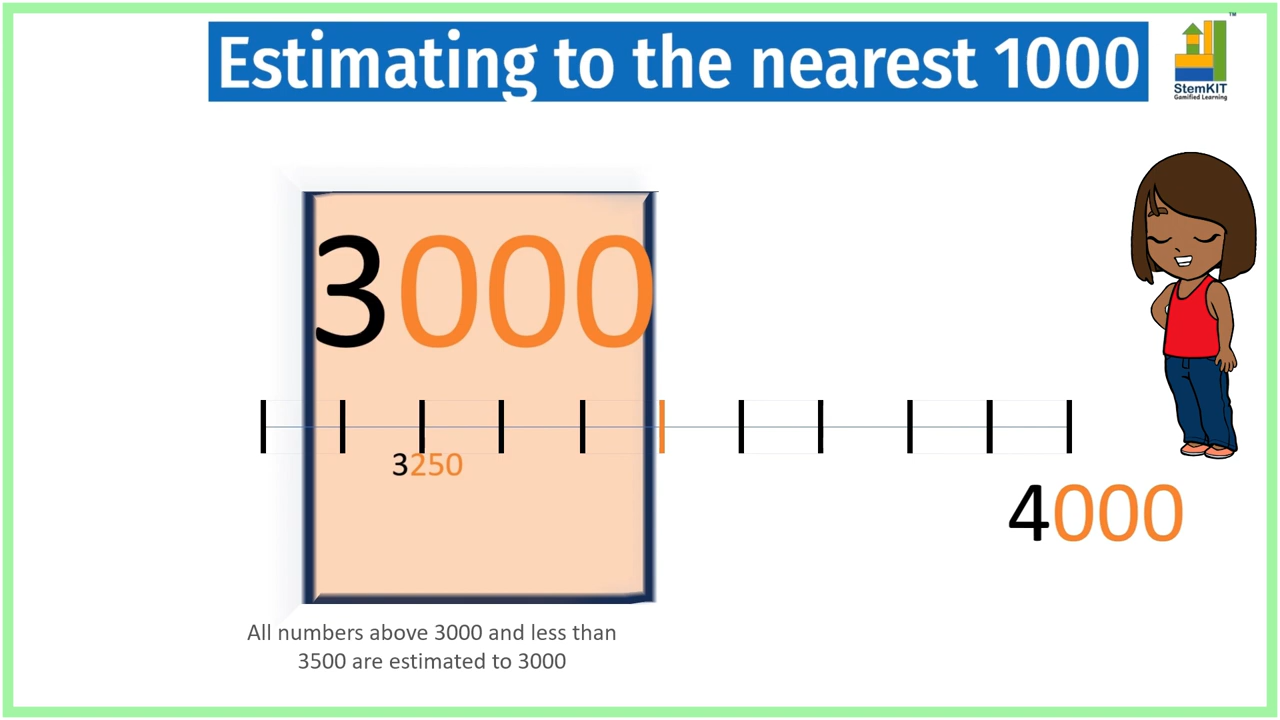 Estimating to the nearest 1000
TM
StemKIT
Gamified Learning
3000
3250
4000
All numbers above 3000 and less than
3500 are estimated to 3000